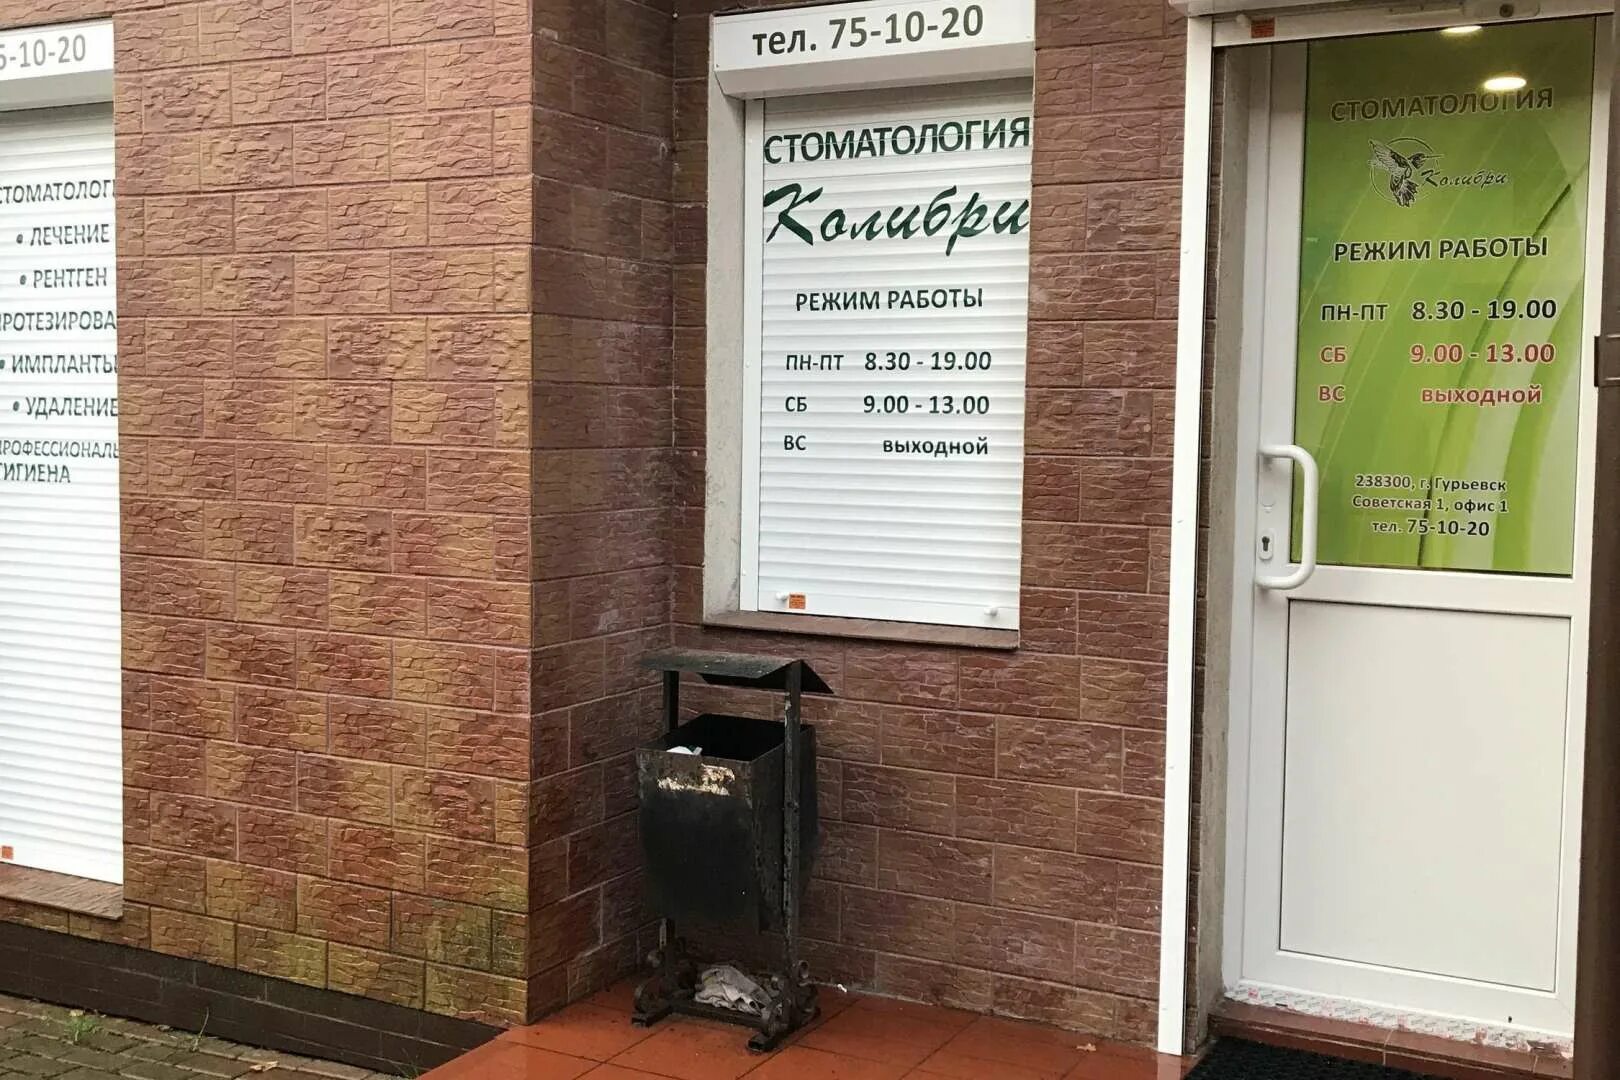 5-10-20
СТОМАТОЛОГИ
• ЛЕЧЕНИЕ
• РЕНТГЕН
РОТЕЗИРОВА
• ИМПЛАНТЫ
• УДАЛЕНИЕ
РОФЕССИОНАЛЬ
ГИГИЕНА
тел. 75-10-20
СТОМАТОЛОГИЯ
Колибри
РЕЖИМ РАБОТЫ
ПН-ПТ 8.30 - 19.00
СБ 9.00 - 13.00
ВС выходной
СТОМАТОЛОГИЯ
Колибри
РЕЖИМ РАБОТЫ
ПН-ПТ 8.30 - 19.00
СБ 9.00 - 13.00
ВС выходной
238300, г. Гурьевск
Советская 1, офис 1
тел. 75-10-20